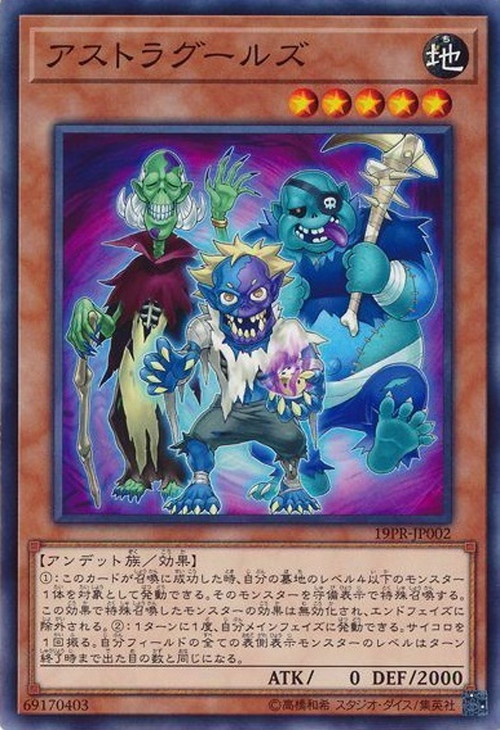 アストラグールズ
ち
地
19PR-JP002
【アンデット族／効果】
①：このカードが召喚に成功した時、自分の墓地のレベル４以下のモンスター
１体を対象として発動できる。そのモンスターを守備表示で特殊召喚する。
この効果で特殊召喚したモンスターの効果は無効化され、エンドフェイズに
除外される。②：１ターンに１度、自分メインフェイズに発動できる。サイコロを
１回振る。自分フィールドの全ての表側表示モンスターのレベルはターン
終了時まで出た目の数と同じになる。
ATK/ 0 DEF/2000
69170403
©高橋和希 スタジオ・ダイス/集英社